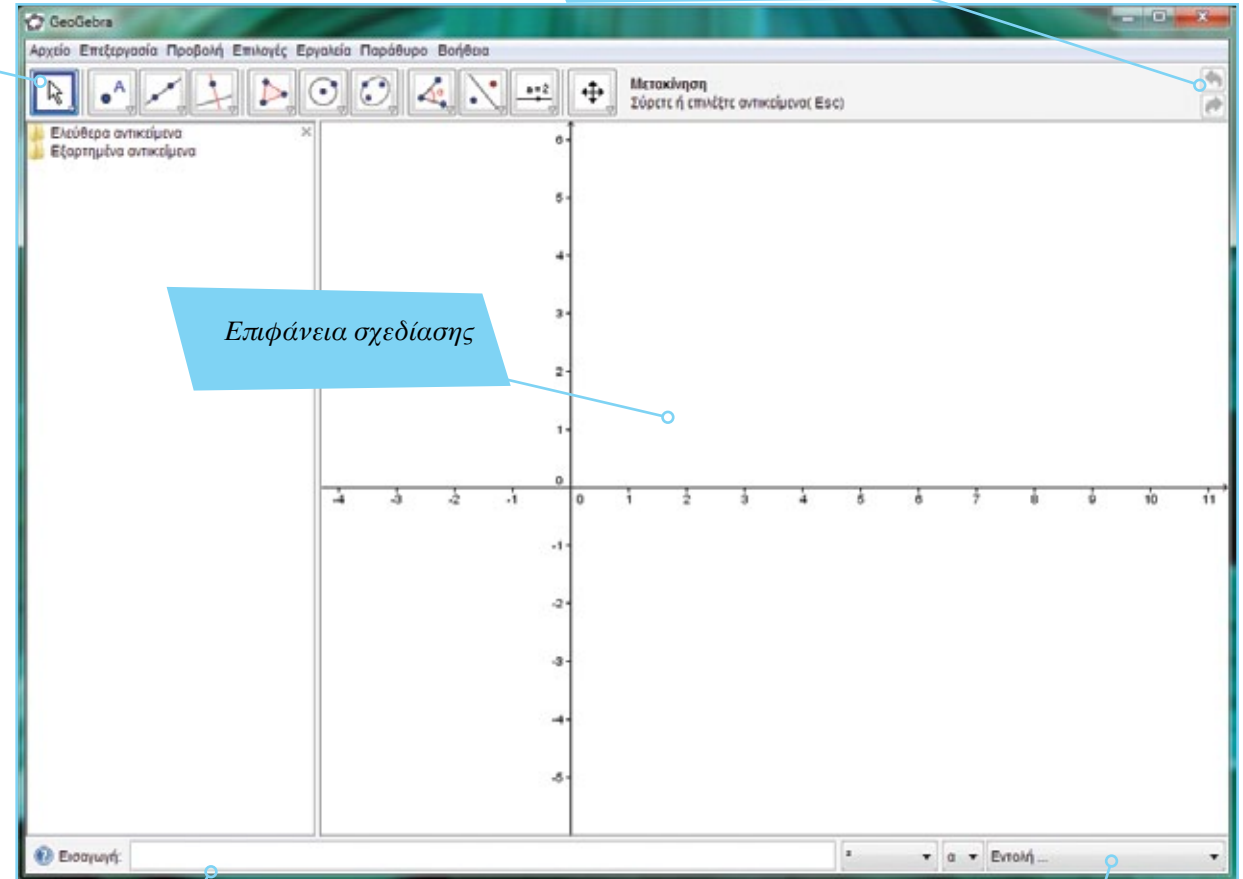 GeoGebra
Αρχείο Επεξεργασία Προβολή Επιλογές Εργαλεία Παράθυρο Βοήθεια
A
a=2
Μετακίνηση
Σύρετε ή επιλέξτε αντικείμενο( Esc)
Ελεύθερα αντικείμενα
Εξαρτημένα αντικείμενα
Επιφάνεια σχεδίασης
6
5
4
3
2
1
0
-4 -3 -2 -1 0 1 2 3 4 5 6 7 8 9 10 11
-1
-2
-3
-4
-5
Εισαγωγή: α Εντολή ...